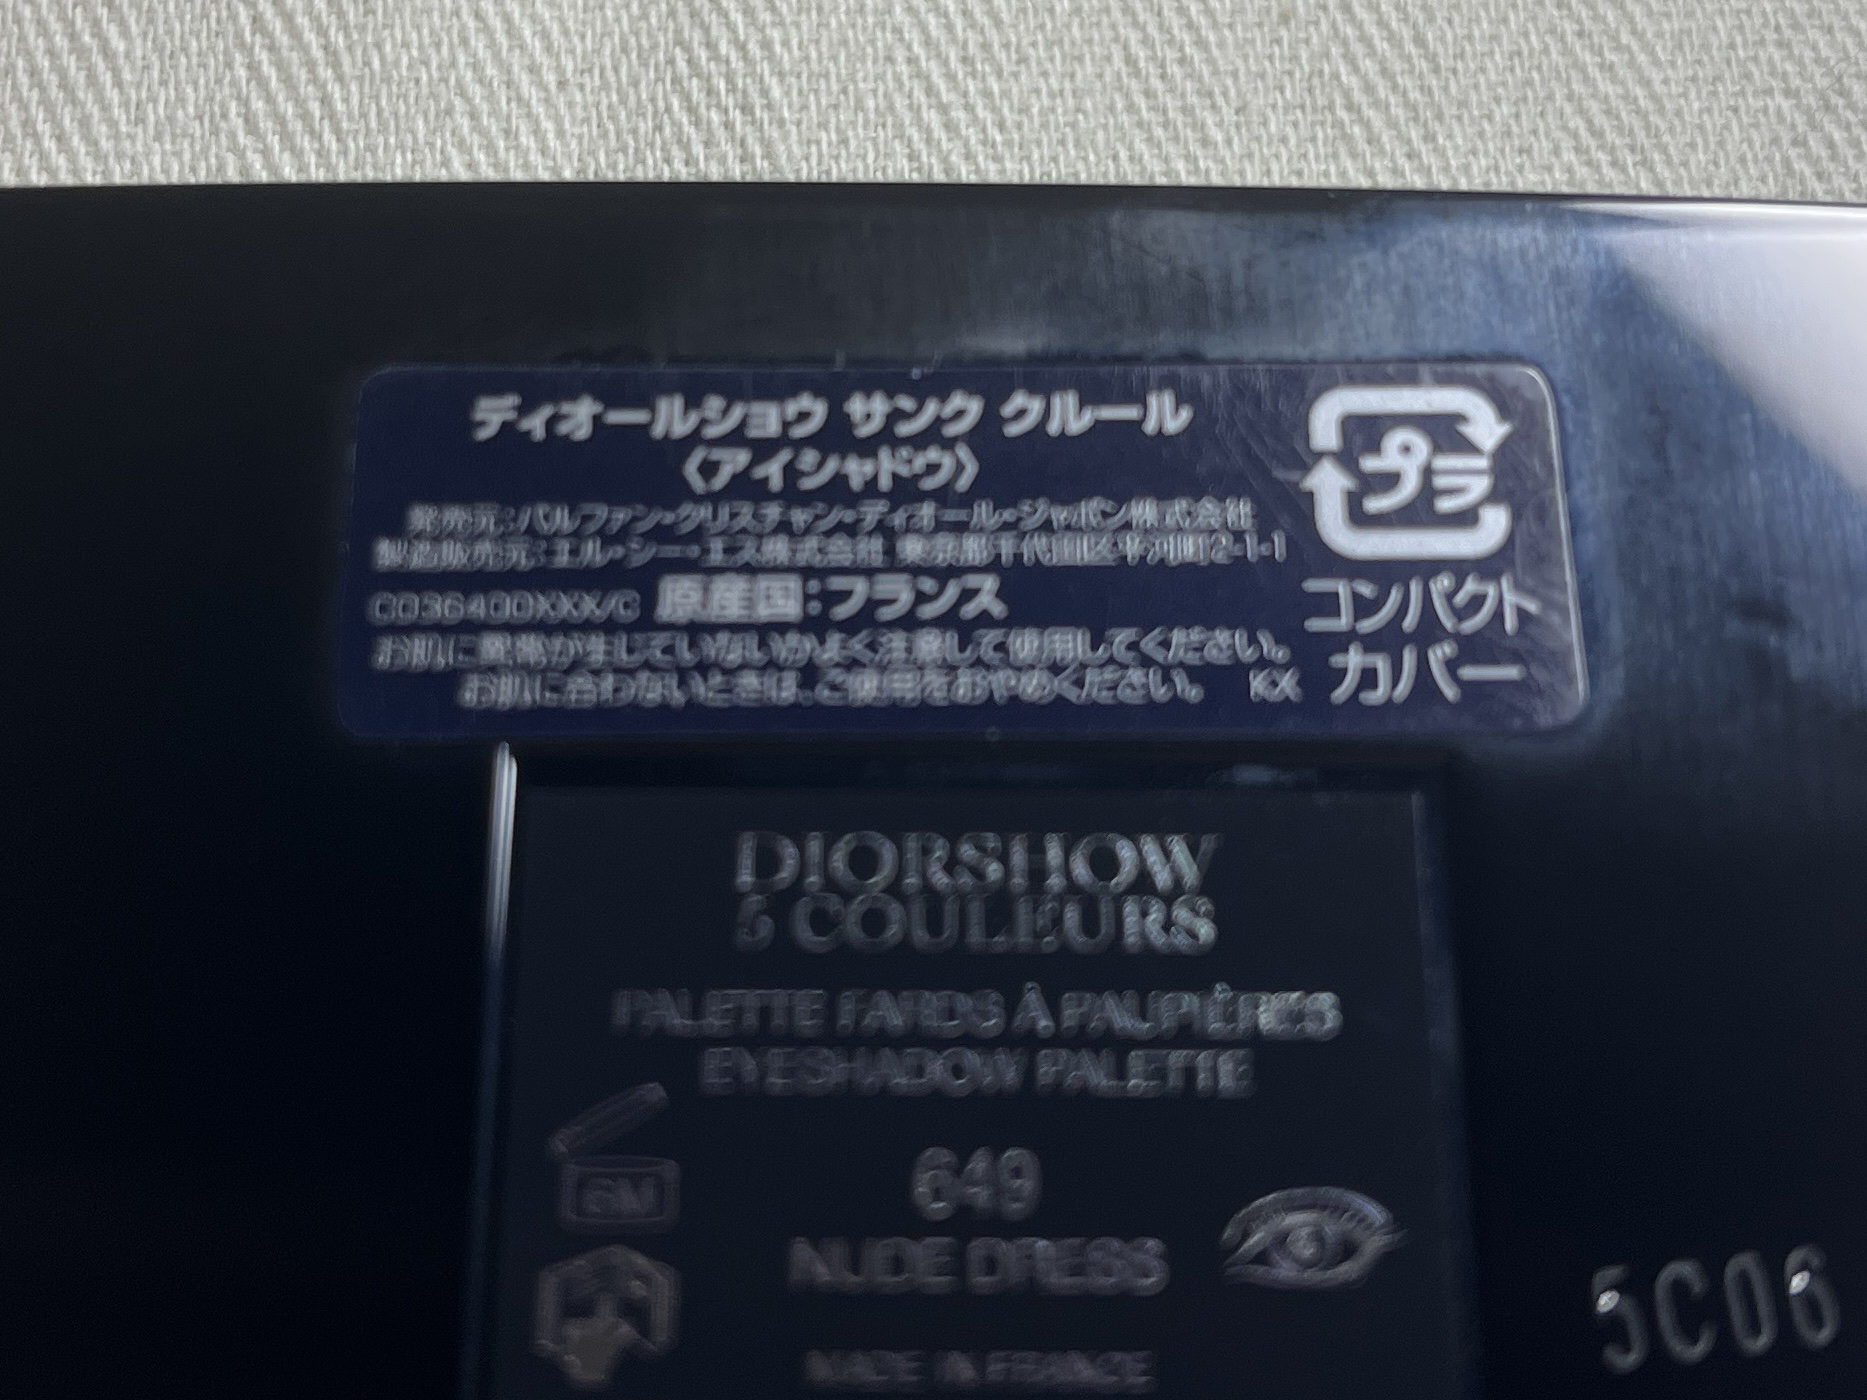 ディオールショウ サンク クルール
〈アイシャドウ〉
発売元：パルファン・クリスチャン・ディオール・ジャポン株式会社
製造販売元：エル・シー・エス株式会社 東京都千代田区平河町2-1-1
C036400XXX/C 原産国：フランス
お肌に異常が生じていないかよく注意して使用してください。
お肌に合わないときは、ご使用をおやめください。 KX
プラ
コンパクト
カバー
DIORSHOW
5 COULEURS
PALETTE FARDS À PAUPIÈRES
EYESHADOW PALETTE
6M
649
NUDE DRESS
MADE IN FRANCE
5C06